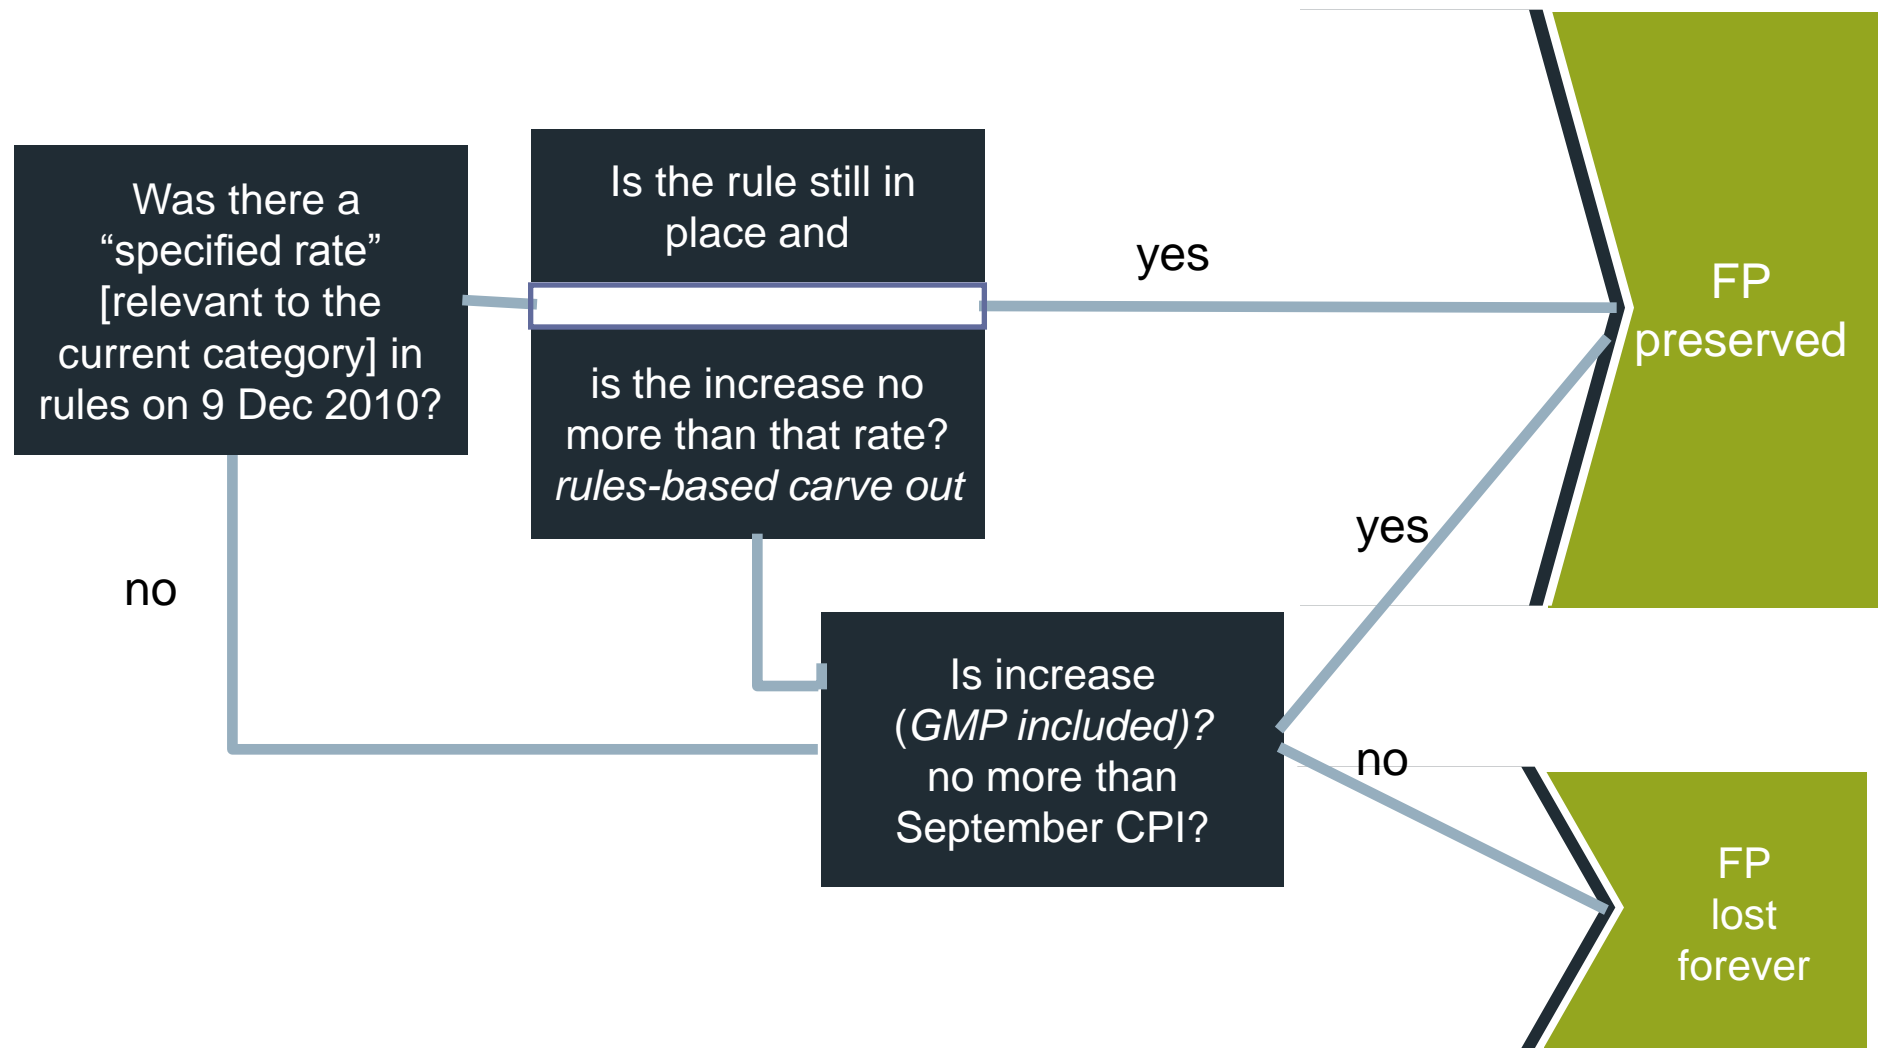 Was there a
“specified rate”
[relevant to the
current category] in
rules on 9 Dec 2010?
Is the rule still in
place and
is the increase no
more than that rate?
rules-based carve out
yes
FP
preserved
yes
no
Is increase
(GMP included)?
no more than
September CPI?
no
FP
lost
forever